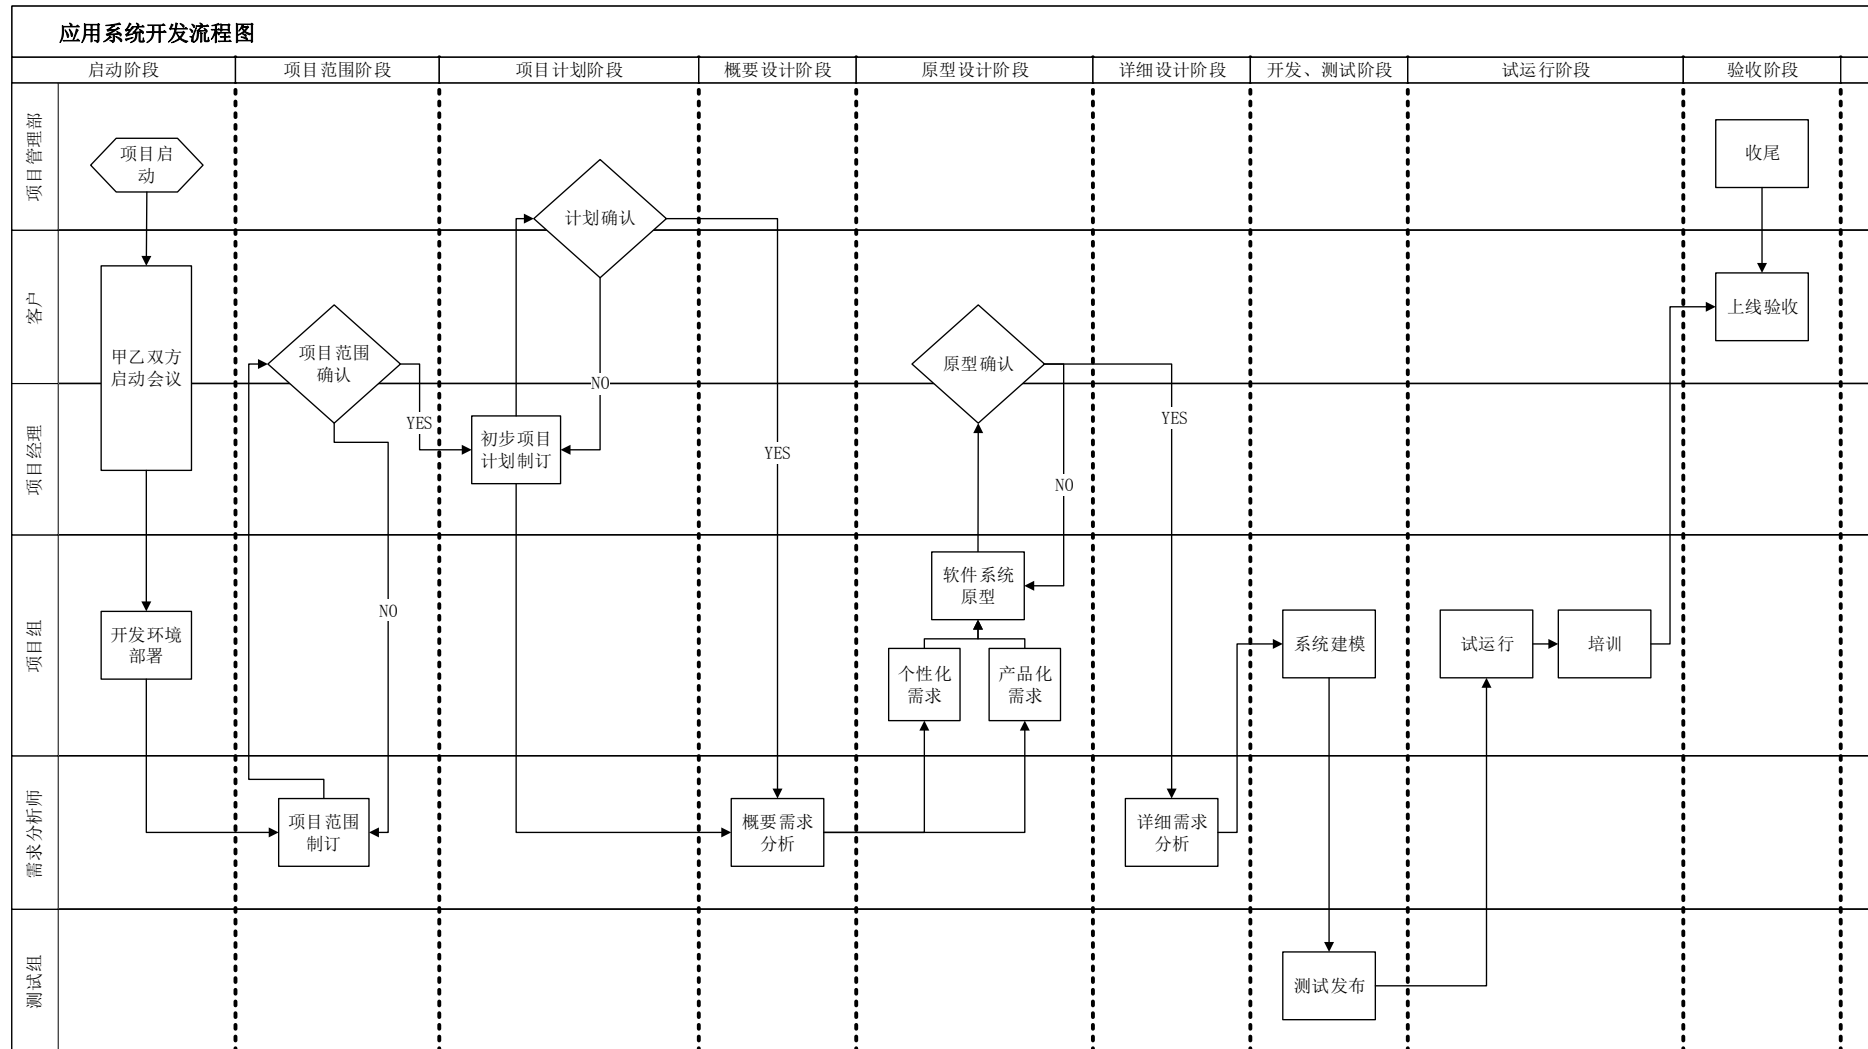 应用系统开发流程图
启动阶段
项目范围阶段
项目计划阶段
概要设计阶段
原型设计阶段
详细设计阶段
开发、测试阶段
试运行阶段
验收阶段
项目管理部
项目启
动
计划确认
收尾
客户
甲乙双方
启动会议
项目范围
确认
原型确认
上线验收
NO
项目经理
YES
初步项目
计划制订
YES
YES
NO
项目组
开发环境
部署
NO
软件系统
原型
个性化
需求
产品化
需求
系统建模
试运行
培训
需求分析师
项目范围
制订
概要需求
分析
详细需求
分析
测试组
测试发布